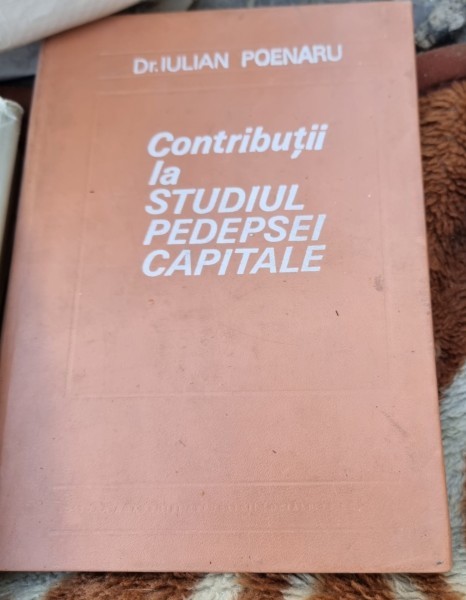 Dr. IULIAN POENARU
Contribuții
la
STUDIUL
PEDEPSEI
CAPITALE